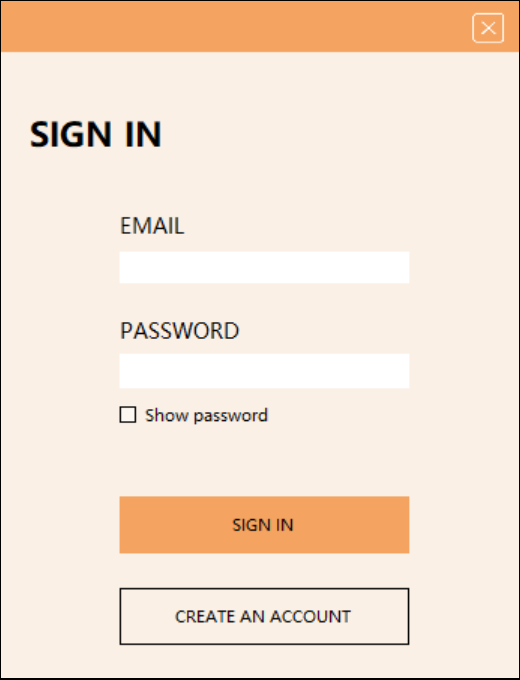 SIGN IN
EMAIL
PASSWORD
Show password
SIGN IN
CREATE AN ACCOUNT